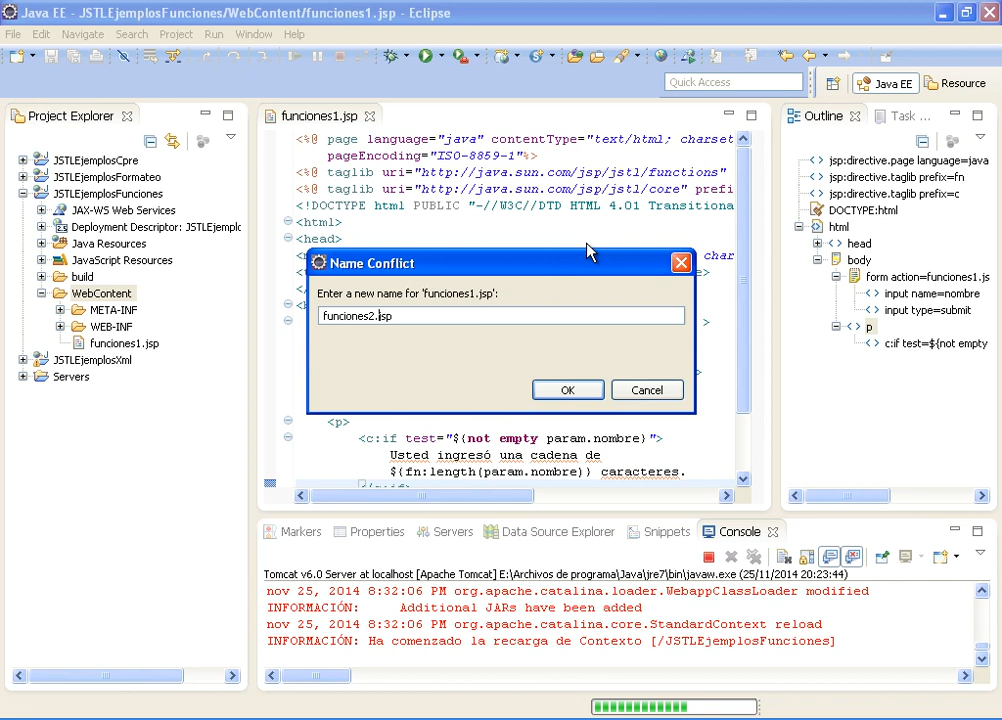 Java EE - JSTLEjemplosFunciones/WebContent/funciones1.jsp - Eclipse
File Edit Navigate Search Project Run Window Help
Quick Access
Java EE
Resource
Project Explorer
JSTLEjemplosCpre
JSTLEjemplosFormateo
JSTLEjemplosFunciones
JAX-WS Web Services
Deployment Descriptor: JSTLEjemplc
Java Resources
JavaScript Resources
build
WebContent
META-INF
WEB-INF
funciones1.jsp
JSTLEjemplosXml
Servers
funciones1.jsp
<%@ page language="java" contentType="text/html; charset
pageEncoding="ISO-8859-1"%>
<%@ taglib uri="http://java.sun.com/jsp/jstl/functions"
<%@ taglib uri="http://java.sun.com/jsp/jstl/core" prefi
<!DOCTYPE html PUBLIC "-//W3C//DTD HTML 4.01 Transitiona
<html>
<head>
char
Name Conflict
Enter a new name for 'funciones1.jsp':
funciones2.jsp
OK
Cancel
<p>
<c:if test="${not empty param.nombre}">
Usted ingresó una cadena de
${fn:length(param.nombre)} caracteres.
Outline
Task ...
jsp:directive.page language=java
jsp:directive.taglib prefix=fn
jsp:directive.taglib prefix=c
DOCTYPE:html
html
head
body
form action=funciones1.js
input name=nombre
input type=submit
p
c:if test=${not empty
Markers
Properties
Servers
Data Source Explorer
Snippets
Console
Tomcat v6.0 Server at localhost [Apache Tomcat] E:\Archivos de programa\Java\jre7\bin\javaw.exe (25/11/2014 20:23:44)
nov 25, 2014 8:32:06 PM org.apache.catalina.loader.WebappClassLoader modified
INFORMACIÓN: Additional JARs have been added
nov 25, 2014 8:32:06 PM org.apache.catalina.core.StandardContext reload
INFORMACIÓN: Ha comenzado la recarga de Contexto [/JSTLEjemplosFunciones]